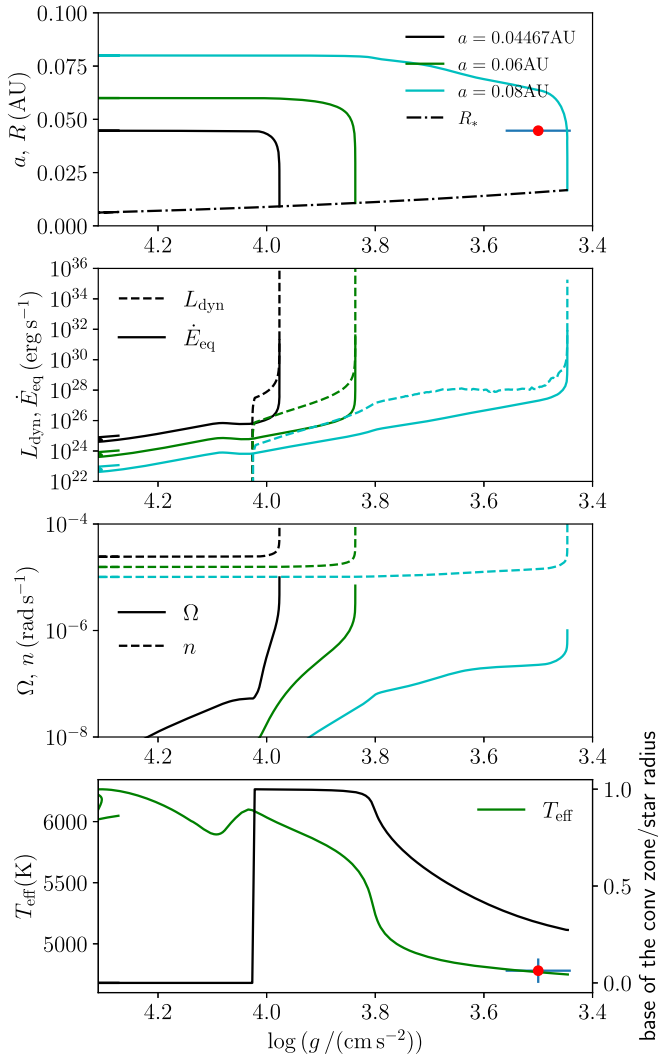 0.100
0.075
0.050
0.025
0.000
a, R (AU)
a = 0.04467AU
a = 0.06AU
a = 0.08AU
R_*
4.2 4.0 3.8 3.6 3.4
10^36
10^34
10^32
10^30
10^28
10^26
10^24
10^22
L_dyn, Ė_eq (erg s^−1)
L_dyn
Ė_eq
4.2 4.0 3.8 3.6 3.4
10^−4
10^−6
10^−8
Ω, n (rad s^−1)
Ω
n
4.2 4.0 3.8 3.6 3.4
6000
5500
5000
T_eff(K)
T_eff
1.0
0.5
0.0
base of the conv zone/star radius
4.2 4.0 3.8 3.6 3.4
log (g /(cm s^−2))